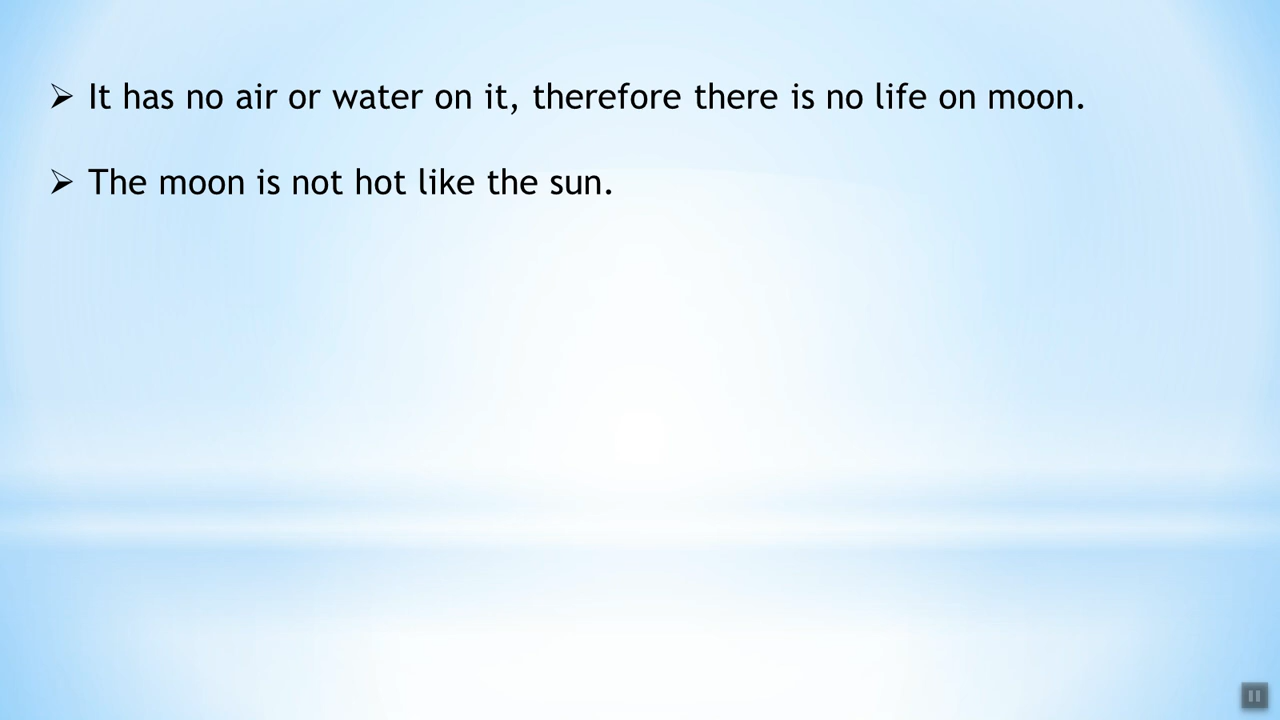 ➢ It has no air or water on it, therefore there is no life on moon.
➢ The moon is not hot like the sun.